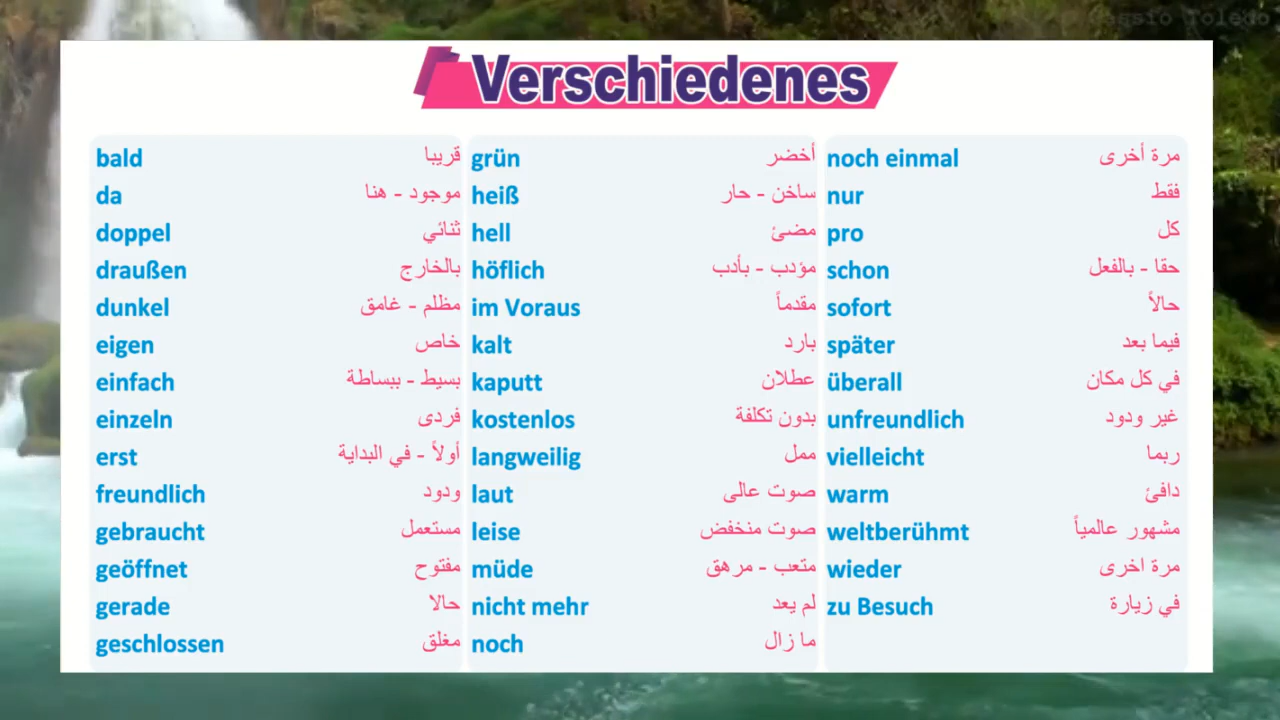 Cassio Toledo
Verschiedenes
bald قريبا
da موجود - هنا
doppel ثنائي
draußen بالخارج
dunkel مظلم - غامق
eigen خاص
einfach بسيط - ببساطة
einzeln فردى
erst أولاً - في البداية
freundlich ودود
gebraucht مستعمل
geöffnet مفتوح
gerade حالا
geschlossen مغلق
grün أخضر
heiß ساخن - حار
hell مضئ
höflich مؤدب - بأدب
im Voraus مقدماً
kalt بارد
kaputt عطلان
kostenlos بدون تكلفة
langweilig ممل
laut صوت عالى
leise صوت منخفض
müde متعب - مرهق
nicht mehr لم يعد
noch ما زال
noch einmal مرة أخرى
nur فقط
pro كل
schon حقا - بالفعل
sofort حالاً
später فيما بعد
überall في كل مكان
unfreundlich غير ودود
vielleicht ربما
warm دافئ
weltberühmt مشهور عالمياً
wieder مرة اخرى
zu Besuch في زيارة